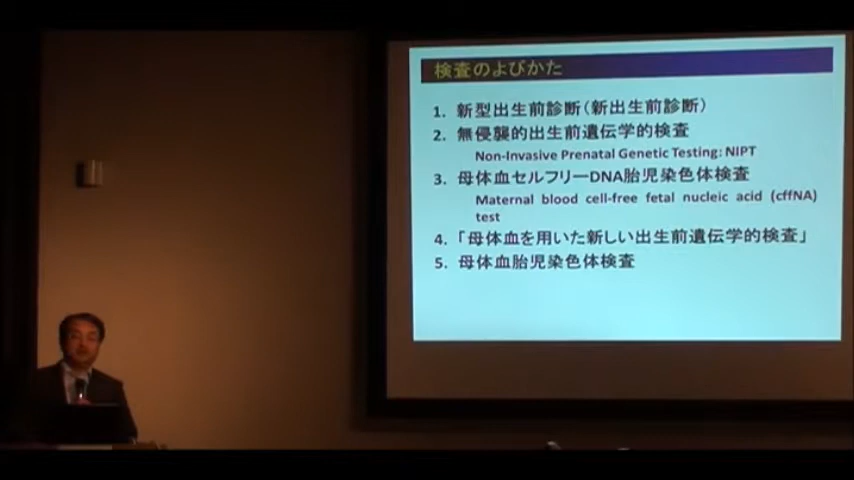 検査のよびかた
1. 新型出生前診断(新出生前診断)
2. 無侵襲的出生前遺伝学的検査
Non-Invasive Prenatal Genetic Testing: NIPT
3. 母体血セルフリーDNA胎児染色体検査
Maternal blood cell-free fetal nucleic acid (cffNA)
test
4. 「母体血を用いた新しい出生前遺伝学的検査」
5. 母体血胎児染色体検査